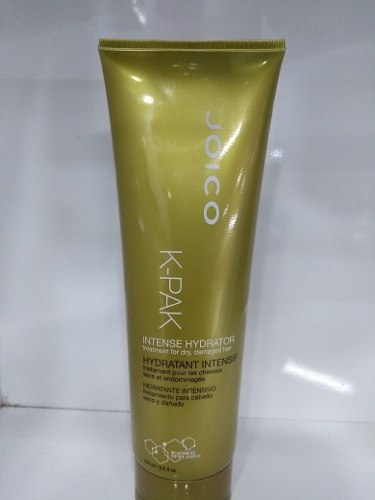 JOICO
K-PAK
INTENSE HYDRATOR
treatment for dry, damaged hair
HYDRATANT INTENSIF
traitement pour les cheveux
secs et endommagés
HIDRATANTE INTENSIVO
tratamiento para cabello
seco y dañado